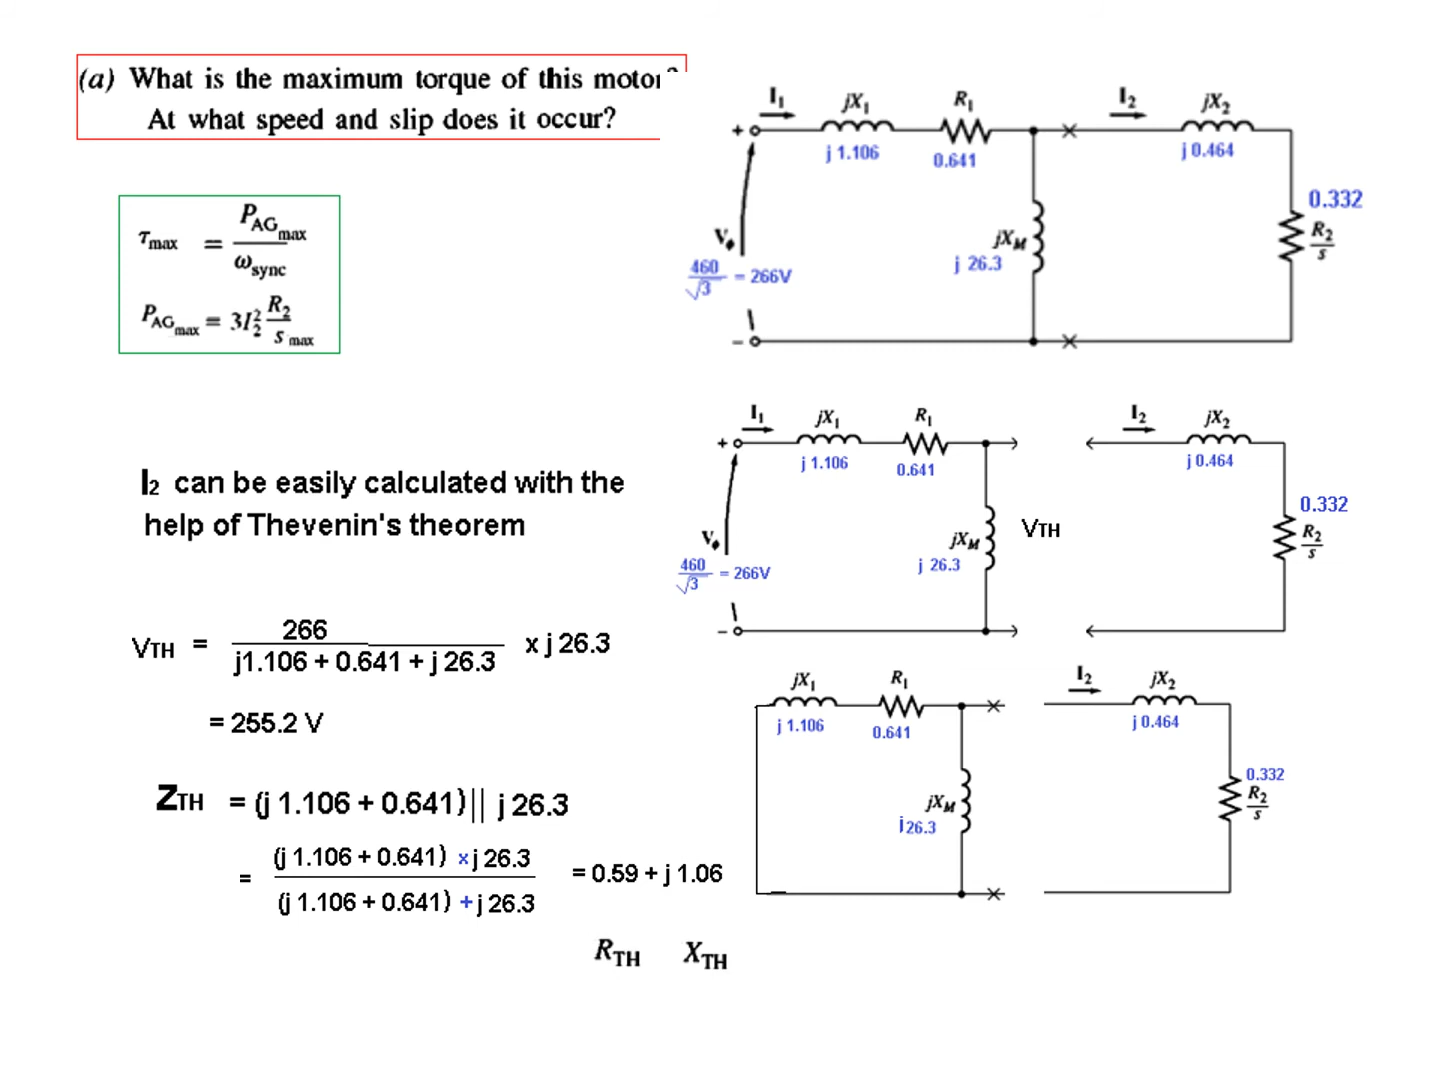 (a) What is the maximum torque of this motor?
At what speed and slip does it occur?
τmax = PAGmax / ωsync
PAGmax = 3I₂² R₂ / s max
I₂ can be easily calculated with the
help of Thevenin's theorem
VTH = 266 / j1.106 + 0.641 + j 26.3 x j 26.3
= 255.2 V
ZTH = (j 1.106 + 0.641) || j 26.3
= (j 1.106 + 0.641) x j 26.3 / (j 1.106 + 0.641) + j 26.3 = 0.59 + j 1.06
RTH XTH
I₁ jX₁ R₁ I₂ jX₂
+
j 1.106 0.641 j 0.464
0.332
Vϕ jXM R₂/s
460/√3 = 266V j 26.3
–
I₁ jX₁ R₁ I₂ jX₂
+
j 1.106 0.641 j 0.464
0.332
Vϕ jXM VTH R₂/s
460/√3 = 266V j 26.3
–
jX₁ R₁ I₂ jX₂
j 1.106 0.641 j 0.464
0.332
jXM R₂/s
j 26.3